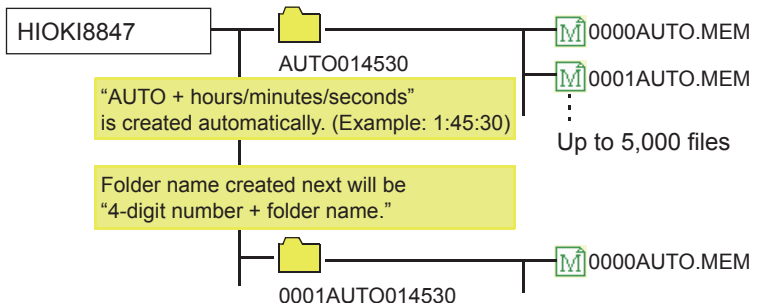 HIOKI8847
AUTO014530
M 0000AUTO.MEM
M 0001AUTO.MEM
Up to 5,000 files
“AUTO + hours/minutes/seconds”
is created automatically. (Example: 1:45:30)
Folder name created next will be
“4-digit number + folder name.”
0001AUTO014530
M 0000AUTO.MEM